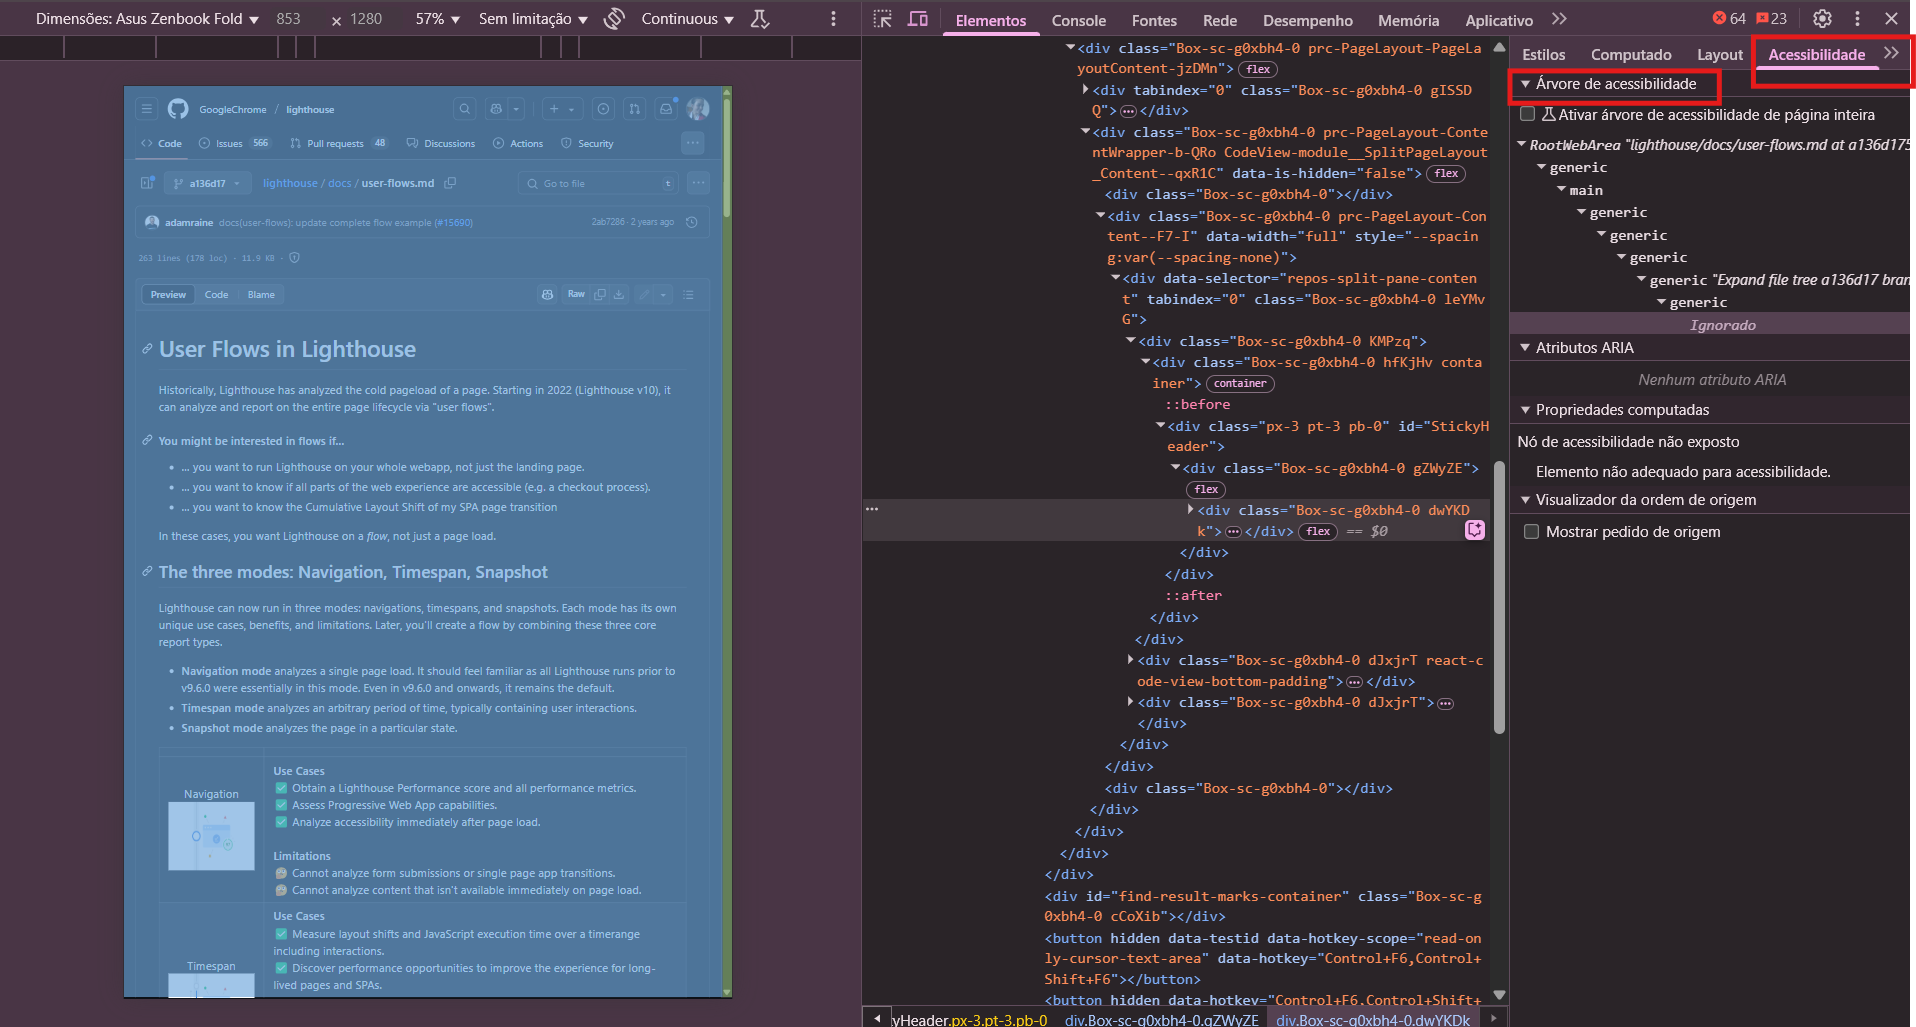 Dimensões: Asus Zenbook Fold ▼ 853 × 1280 57% ▼ Sem limitação ▼ Continuous ▼
Elementos Console Fontes Rede Desempenho Memória Aplicativo 64 23
GoogleChrome / lighthouse
Code Issues 566 Pull requests 48 Discussions Actions Security
a136d17 lighthouse / docs / user-flows.md Go to file t
adamraine docs(user-flows): update complete flow example (#15690) 2ab7286 · 2 years ago
263 lines (178 loc) · 11.9 KB ·
Preview Code Blame Raw
User Flows in Lighthouse
Historically, Lighthouse has analyzed the cold pageload of a page. Starting in 2022 (Lighthouse v10), it
can analyze and report on the entire page lifecycle via "user flows".
You might be interested in flows if...
• ... you want to run Lighthouse on your whole webapp, not just the landing page.
• ... you want to know if all parts of the web experience are accessible (e.g. a checkout process).
• ... you want to know the Cumulative Layout Shift of my SPA page transition
In these cases, you want Lighthouse on a flow, not just a page load.
The three modes: Navigation, Timespan, Snapshot
Lighthouse can now run in three modes: navigations, timespans, and snapshots. Each mode has its own
unique use cases, benefits, and limitations. Later, you'll create a flow by combining these three core
report types.
• Navigation mode analyzes a single page load. It should feel familiar as all Lighthouse runs prior to
v9.6.0 were essentially in this mode. Even in v9.6.0 and onwards, it remains the default.
• Timespan mode analyzes an arbitrary period of time, typically containing user interactions.
• Snapshot mode analyzes the page in a particular state.
Navigation
Use Cases
✅ Obtain a Lighthouse Performance score and all performance metrics.
✅ Assess Progressive Web App capabilities.
✅ Analyze accessibility immediately after page load.
Limitations
Cannot analyze form submissions or single page app transitions.
Cannot analyze content that isn't available immediately on page load.
Timespan
Use Cases
✅ Measure layout shifts and JavaScript execution time over a timerange
including interactions.
✅ Discover performance opportunities to improve the experience for long-
lived pages and SPAs.
<div class="Box-sc-g0xbh4-0 prc-PageLayout-PageLa
youtContent-jzDMn"> flex
<div tabindex="0" class="Box-sc-g0xbh4-0 gISSD
Q"> ⋯ </div>
<div class="Box-sc-g0xbh4-0 prc-PageLayout-Conte
ntWrapper-b-QRo CodeView-module__SplitPageLayout
_Content--qxR1C" data-is-hidden="false"> flex
<div class="Box-sc-g0xbh4-0"></div>
<div class="Box-sc-g0xbh4-0 prc-PageLayout-Con
tent--F7-I" data-width="full" style="--spacin
g:var(--spacing-none)">
<div data-selector="repos-split-pane-conten
t" tabindex="0" class="Box-sc-g0xbh4-0 leYMv
G">
<div class="Box-sc-g0xbh4-0 KMPzq">
<div class="Box-sc-g0xbh4-0 hfKjHv conta
iner"> container
::before
<div class="px-3 pt-3 pb-0" id="StickyH
eader">
<div class="Box-sc-g0xbh4-0 gZWyZE">
flex
<div class="Box-sc-g0xbh4-0 dwYKD
k"> ⋯ </div> flex == $0
</div>
</div>
::after
</div>
</div>
<div class="Box-sc-g0xbh4-0 dJxjrT react-c
ode-view-bottom-padding"> ⋯ </div>
<div class="Box-sc-g0xbh4-0 dJxjrT"> ⋯
</div>
</div>
</div>
<div class="Box-sc-g0xbh4-0"></div>
</div>
</div>
</div>
</div>
<div id="find-result-marks-container" class="Box-sc-g
0xbh4-0 cCoXib"></div>
<button hidden data-testid data-hotkey-scope="read-on
ly-cursor-text-area" data-hotkey="Control+F6,Control+
Shift+F6"></button>
<button hidden data-hotkey="Control+F6,Control+Shift+
yHeader.px-3.pt-3.pb-0 div.Box-sc-g0xbh4-0.gZWyZE div.Box-sc-g0xbh4-0.dwYKDk
Estilos Computado Layout Acessibilidade
Árvore de acessibilidade
Ativar árvore de acessibilidade de página inteira
RootWebArea "lighthouse/docs/user-flows.md at a136d175
generic
main
generic
generic
generic
generic "Expand file tree a136d17 bran
generic
Ignorado
Atributos ARIA
Nenhum atributo ARIA
Propriedades computadas
Nó de acessibilidade não exposto
Elemento não adequado para acessibilidade.
Visualizador da ordem de origem
Mostrar pedido de origem